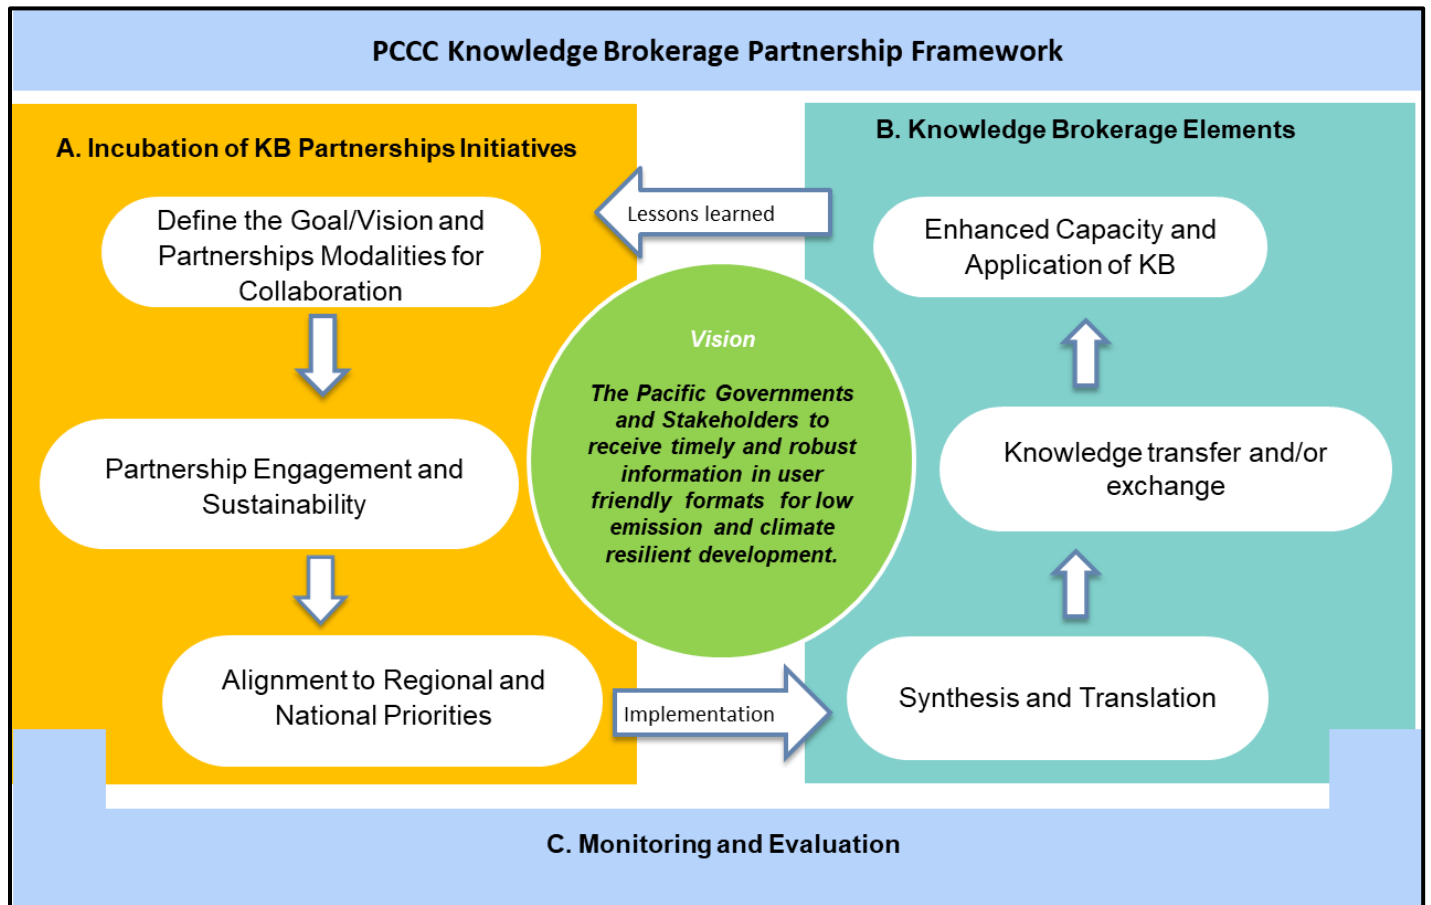 PCCC Knowledge Brokerage Partnership Framework
A. Incubation of KB Partnerships Initiatives
Define the Goal/Vision and
Partnerships Modalities for
Collaboration
Partnership Engagement and
Sustainability
Alignment to Regional and
National Priorities
Lessons learned
Vision
The Pacific Governments
and Stakeholders to
receive timely and robust
information in user
friendly formats for low
emission and climate
resilient development.
Implementation
B. Knowledge Brokerage Elements
Enhanced Capacity and
Application of KB
Knowledge transfer and/or
exchange
Synthesis and Translation
C. Monitoring and Evaluation